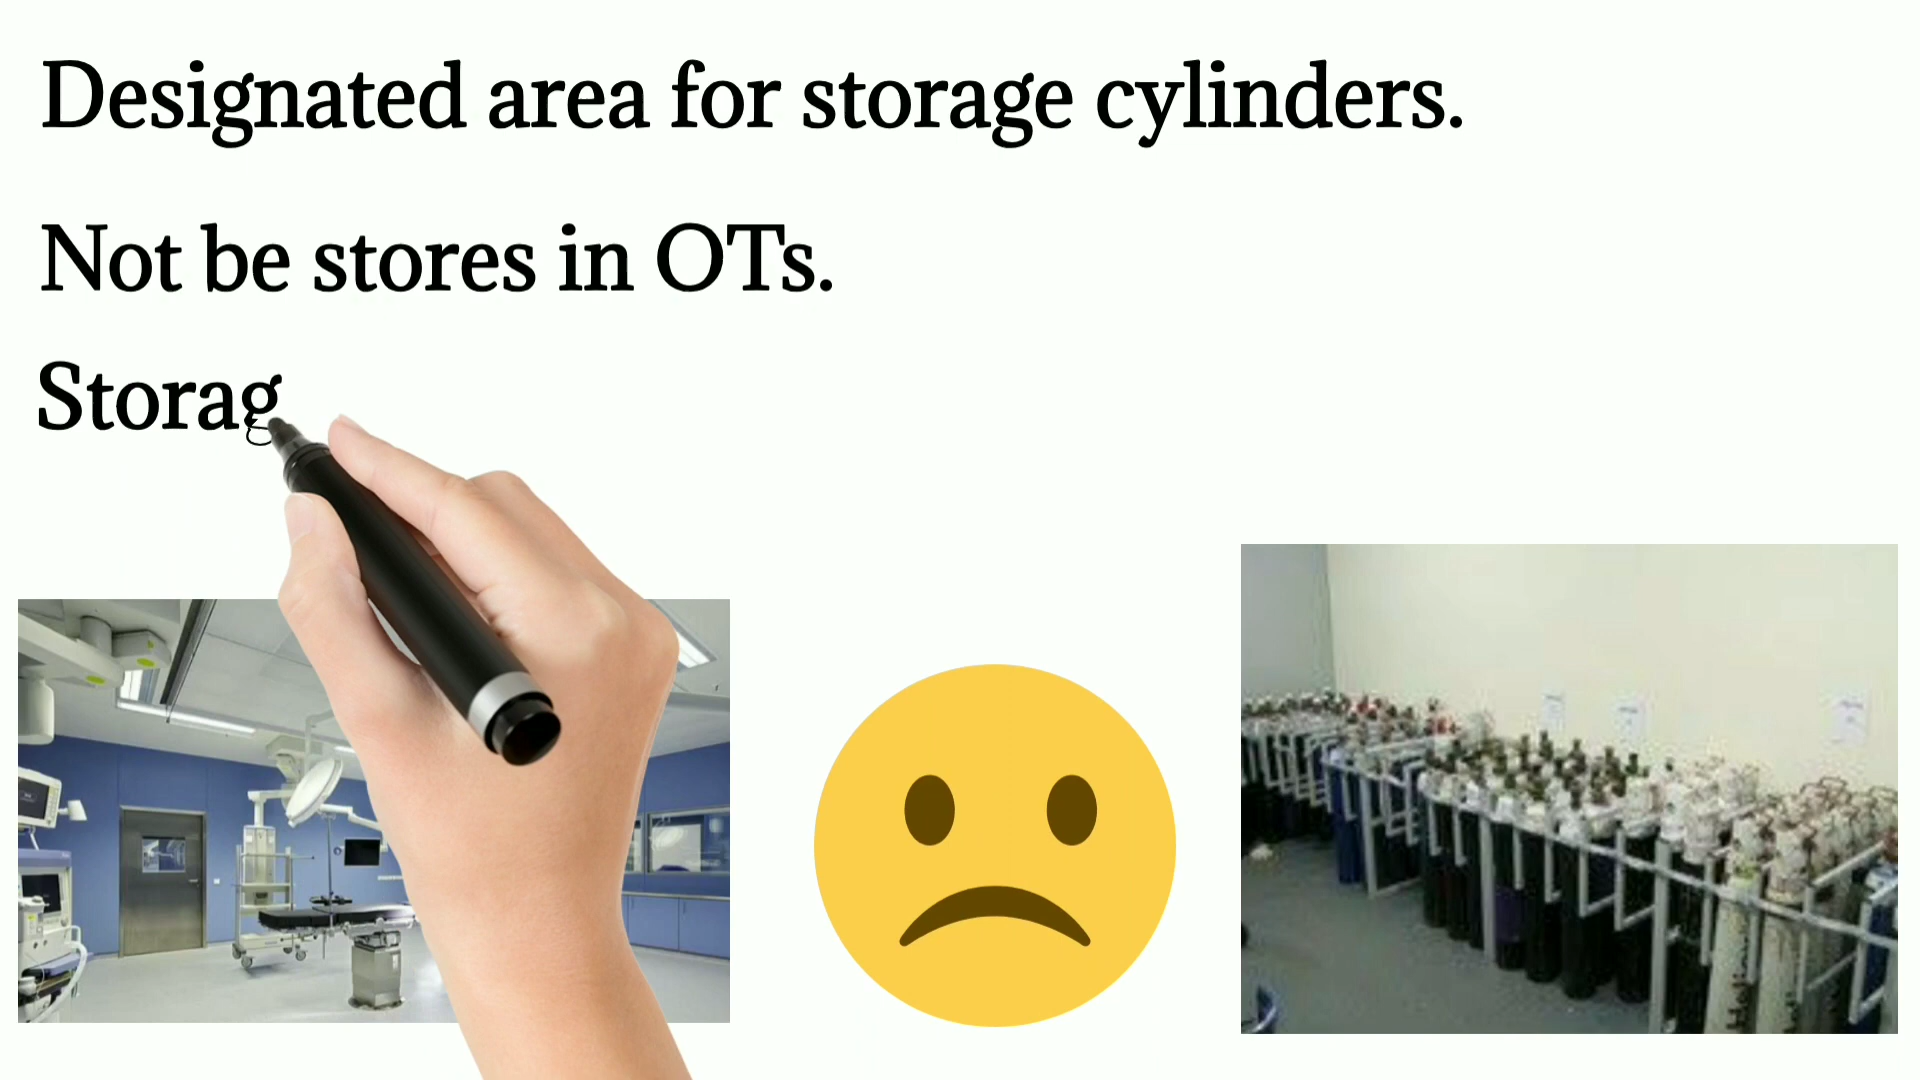 Designated area for storage cylinders.
Not be stores in OTs.
Storag